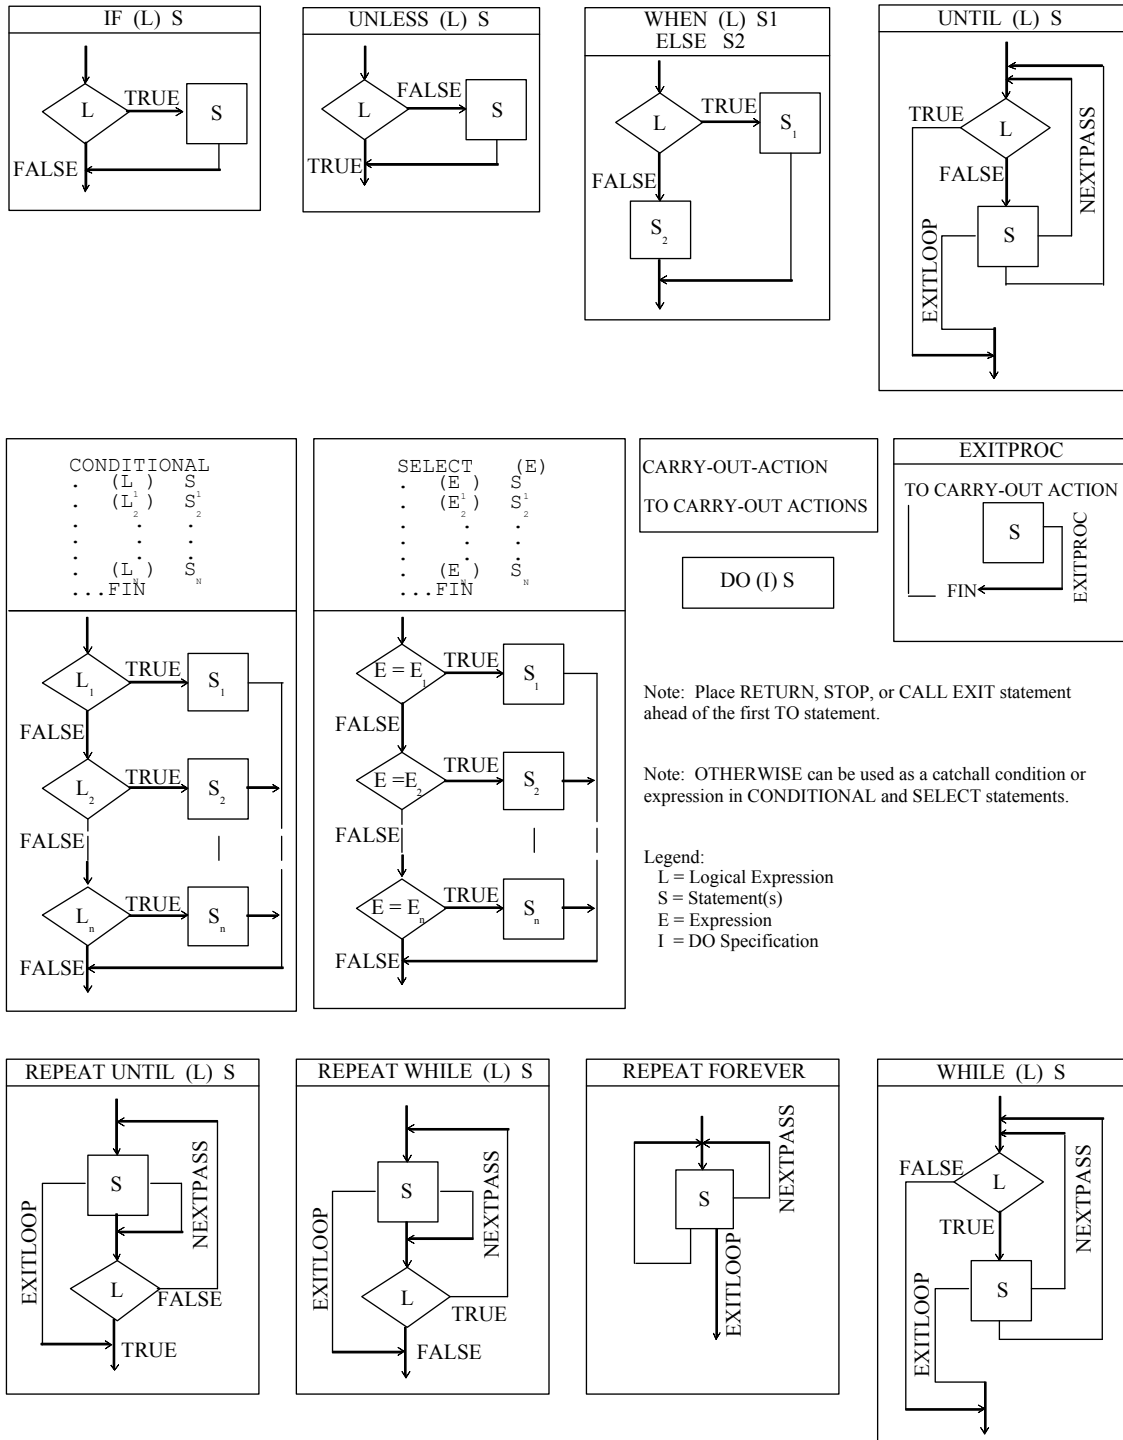 IF (L) S
L
TRUE
S
FALSE
UNLESS (L) S
L
FALSE
S
TRUE
WHEN (L) S1
ELSE S2
L
TRUE
S1
FALSE
S2
UNTIL (L) S
TRUE
L
FALSE
S
EXITLOOP
NEXTPASS
CONDITIONAL
. (L1) S1
. (L2) S2
. . .
. . .
. (LN) SN
...FIN
L1
TRUE
S1
FALSE
L2
TRUE
S2
FALSE
Ln
TRUE
Sn
FALSE
SELECT (E)
. (E1) S1
. (E2) S2
. . .
. . .
. (EN) SN
...FIN
E = E1
TRUE
S1
FALSE
E =E2
TRUE
S2
FALSE
E = En
TRUE
Sn
FALSE
CARRY-OUT-ACTION
TO CARRY-OUT ACTIONS
DO (I) S
EXITPROC
TO CARRY-OUT ACTION
S
EXITPROC
FIN
Note: Place RETURN, STOP, or CALL EXIT statement
ahead of the first TO statement.
Note: OTHERWISE can be used as a catchall condition or
expression in CONDITIONAL and SELECT statements.
Legend:
L = Logical Expression
S = Statement(s)
E = Expression
I = DO Specification
REPEAT UNTIL (L) S
S
NEXTPASS
EXITLOOP
L
FALSE
TRUE
REPEAT WHILE (L) S
S
NEXTPASS
EXITLOOP
L
TRUE
FALSE
REPEAT FOREVER
NEXTPASS
S
EXITLOOP
WHILE (L) S
FALSE
L
TRUE
NEXTPASS
S
EXITLOOP